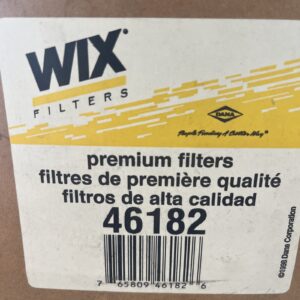 WIX®
FILTERS
DANA
People Finding A Better Way®
premium filters
filtres de première qualité
filtros de alta calidad
46182
7 65809 46182 6
©1998 Dana Corporation